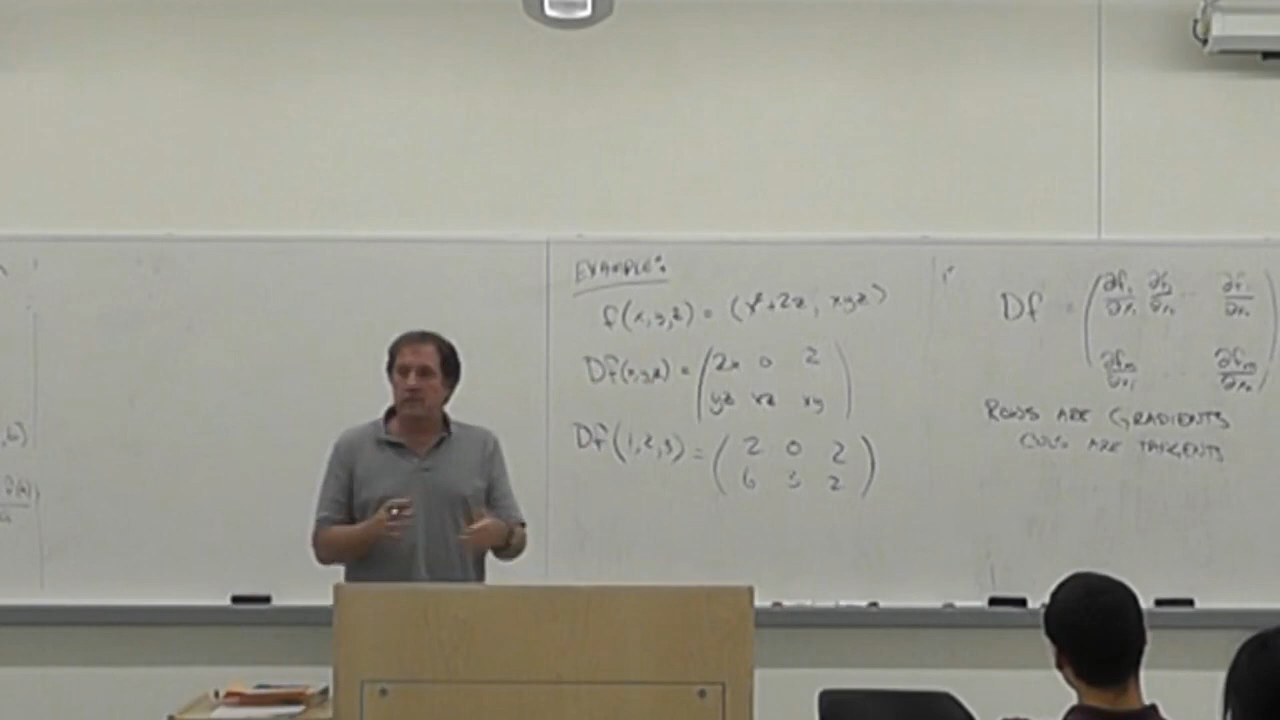 ,6)
EXAMPLE:
f(x,y,z) = (x²+2z, xyz)
Df(x,y,z) = (2x 0 2
yz xz xy)
Df(1,2,3) = (2 0 2
6 3 2)
Df = (∂f₁/∂x₁ ∂f₁/∂x₂ ... ∂f₁/∂xₙ
∂fₘ/∂x₁ ... ∂fₘ/∂xₙ)
ROWS ARE GRADIENTS
COLS ARE TANGENTS